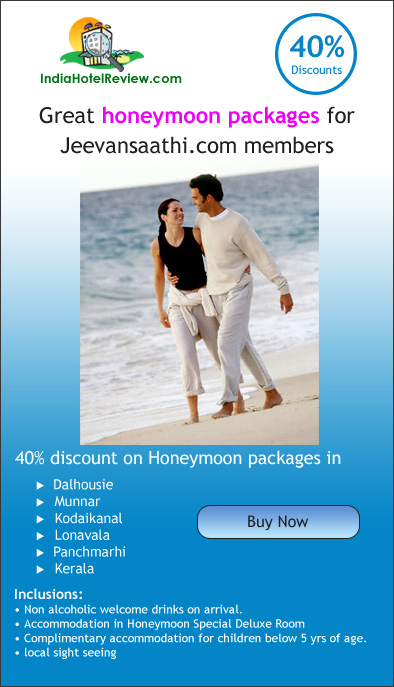 IndiaHotelReview.com
40%
Discounts
Great honeymoon packages for
Jeevansaathi.com members
40% discount on Honeymoon packages in
► Dalhousie
► Munnar
► Kodaikanal
► Lonavala
► Panchmarhi
► Kerala
Buy Now
Inclusions:
• Non alcoholic welcome drinks on arrival.
• Accommodation in Honeymoon Special Deluxe Room
• Complimentary accommodation for children below 5 yrs of age.
• local sight seeing